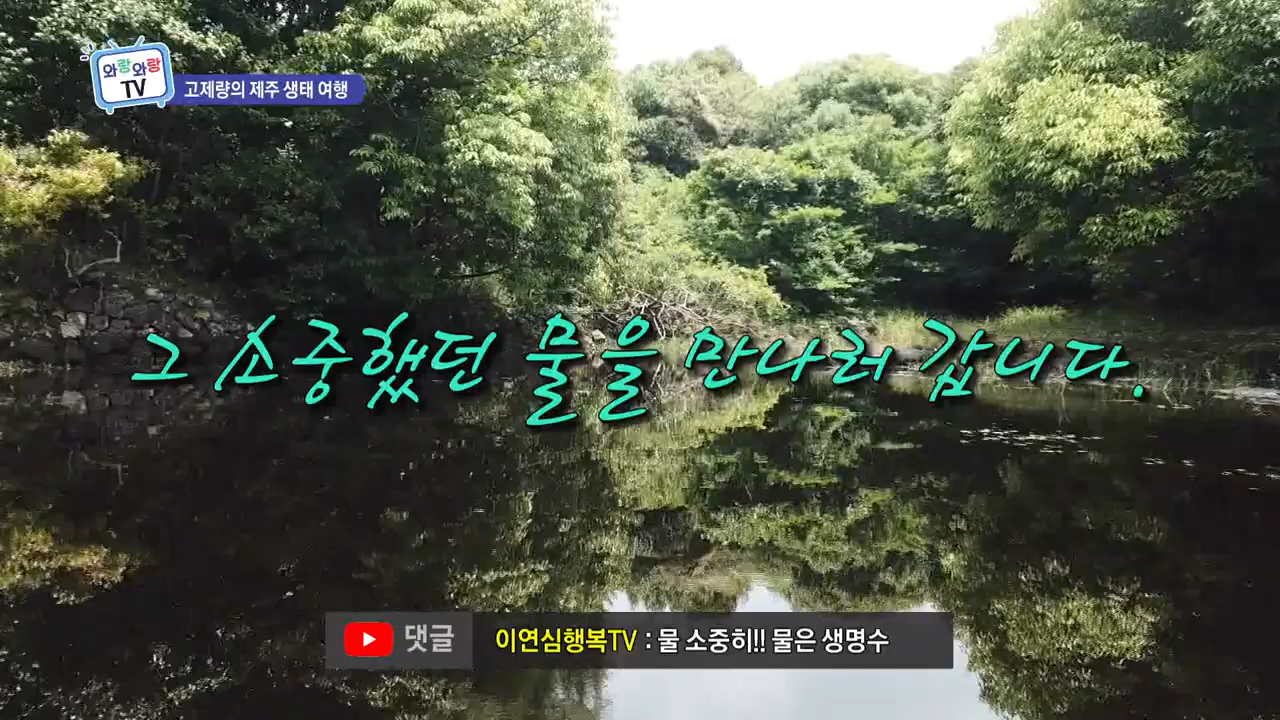 와랑와랑
TV
고제량의 제주 생태 여행
그 소중했던 물을 만나러 갑니다.
댓글 이연심행복TV : 물 소중히!! 물은 생명수